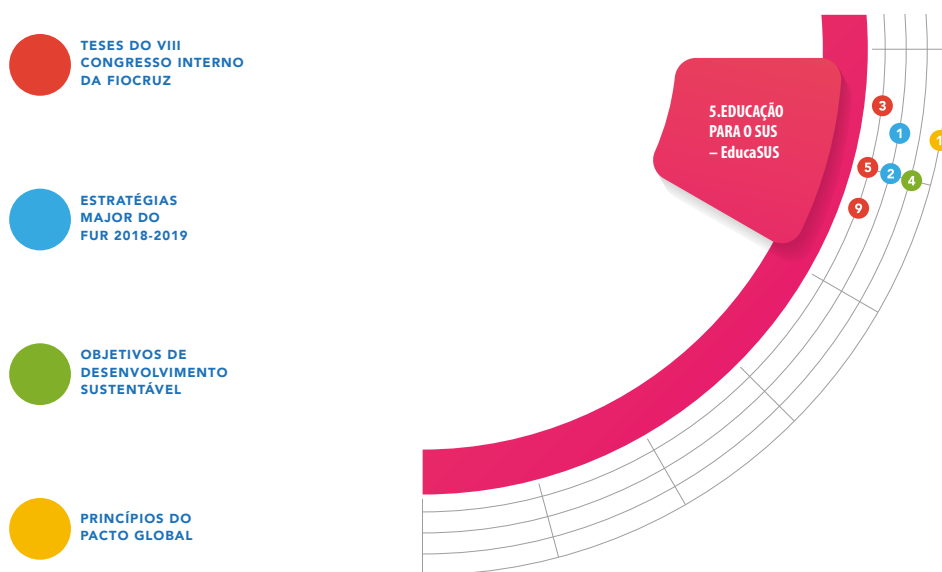 TESES DO VIII
CONGRESSO INTERNO
DA FIOCRUZ
ESTRATÉGIAS
MAJOR DO
FUR 2018-2019
OBJETIVOS DE
DESENVOLVIMENTO
SUSTENTÁVEL
PRINCÍPIOS DO
PACTO GLOBAL
5.EDUCAÇÃO
PARA O SUS
– EducaSUS
3
1
5
2
4
9